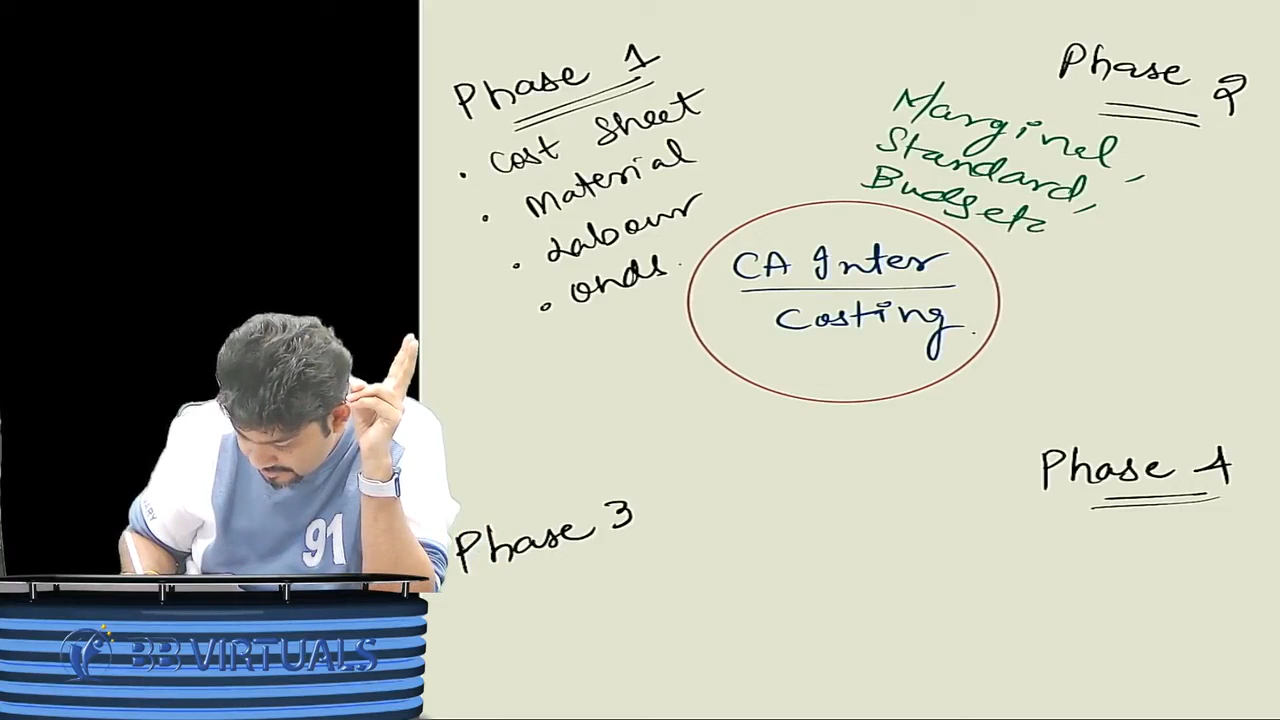 Phase 1
• Cost Sheet
• Material
• Labour
• OHDs.
Phase 2
Marginal,
Standard,
Budgets
CA Inter
Costing.
Phase 3
Phase 4
91
BB VIRTUALS